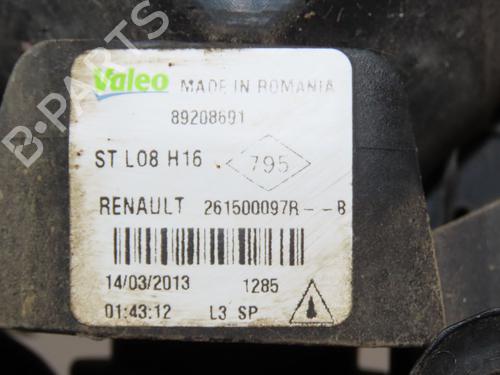 Valeo MADE IN ROMANIA
89208691
ST L08 H16 795
RENAULT 261500097R--B
14/03/2013 1285
01:43:12 L3 SP
B-PARTS